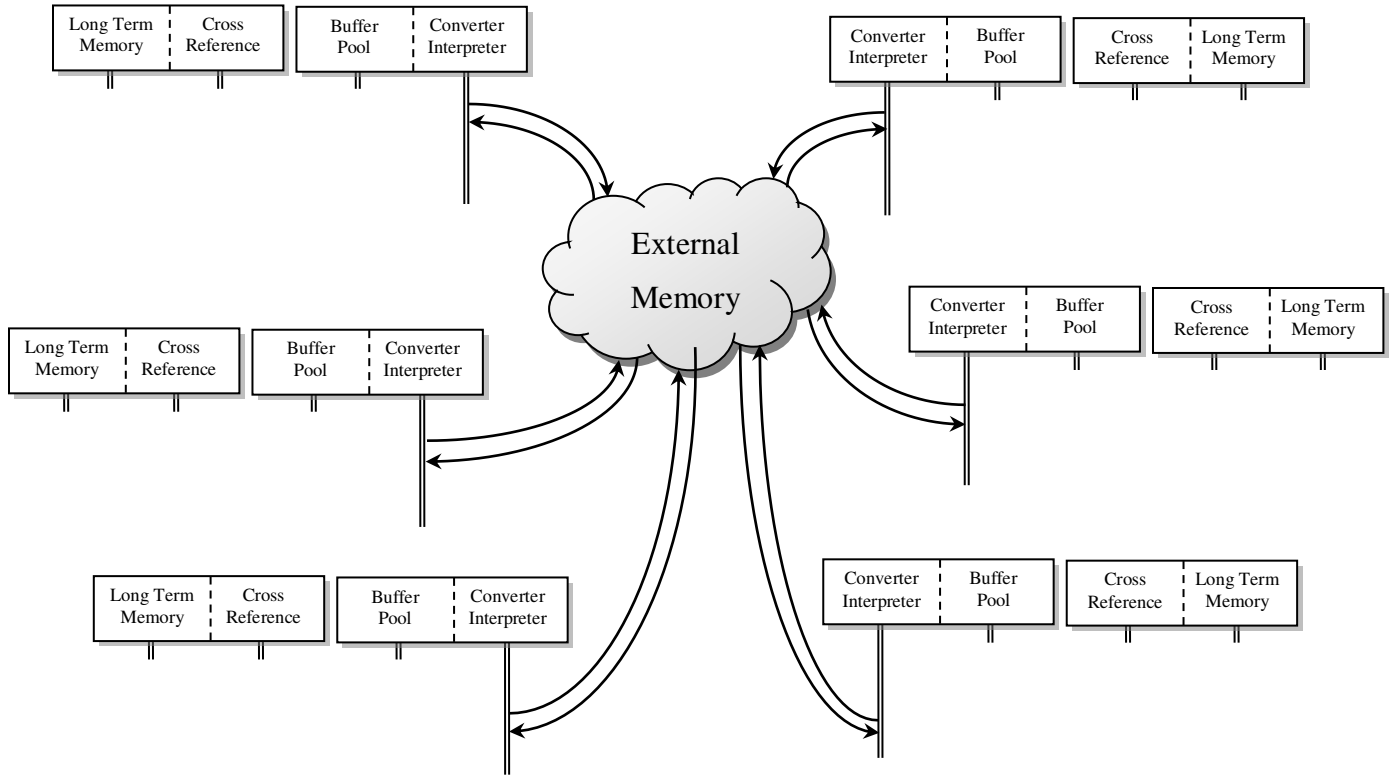 Long Term
Memory
Cross
Reference
Buffer
Pool
Converter
Interpreter
Converter
Interpreter
Buffer
Pool
Cross
Reference
Long Term
Memory
External
Memory
Long Term
Memory
Cross
Reference
Buffer
Pool
Converter
Interpreter
Converter
Interpreter
Buffer
Pool
Cross
Reference
Long Term
Memory
Long Term
Memory
Cross
Reference
Buffer
Pool
Converter
Interpreter
Converter
Interpreter
Buffer
Pool
Cross
Reference
Long Term
Memory